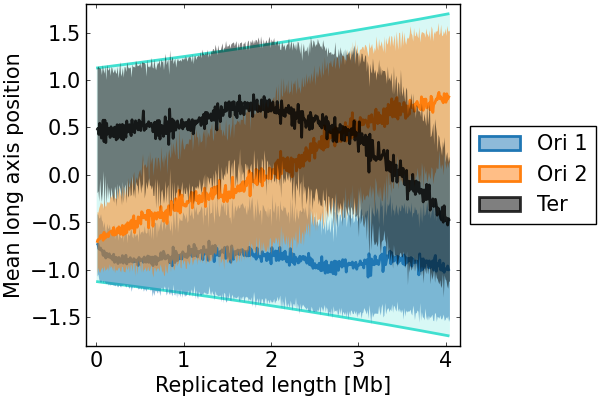 1.5
1.0
0.5
0.0
−0.5
−1.0
−1.5
Mean long axis position
0 1 2 3 4
Replicated length [Mb]
Ori 1
Ori 2
Ter